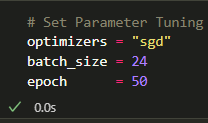 # Set Parameter Tuning
optimizers = "sgd"
batch_size = 24
epoch      = 50
0.0s